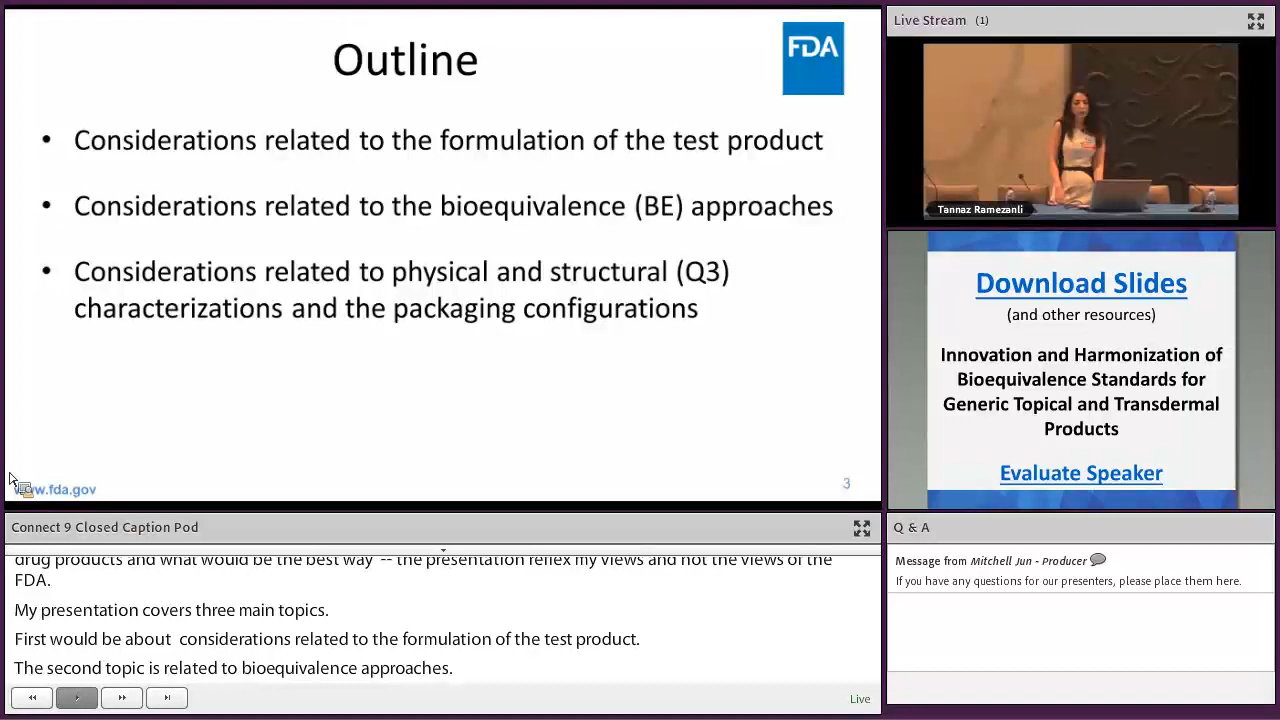 Outline
FDA
• Considerations related to the formulation of the test product
• Considerations related to the bioequivalence (BE) approaches
• Considerations related to physical and structural (Q3)
characterizations and the packaging configurations
www.fda.gov
3
Live Stream (1)
Tannaz Ramezanli
Download Slides
(and other resources)
Innovation and Harmonization of
Bioequivalence Standards for
Generic Topical and Transdermal
Products
Evaluate Speaker
Connect 9 Closed Caption Pod
drug products and what would be the best way -- the presentation reflex my views and not the views of the
FDA.
My presentation covers three main topics.
First would be about considerations related to the formulation of the test product.
The second topic is related to bioequivalence approaches.
Live
Q & A
Message from Mitchell Jun - Producer
If you have any questions for our presenters, please place them here.